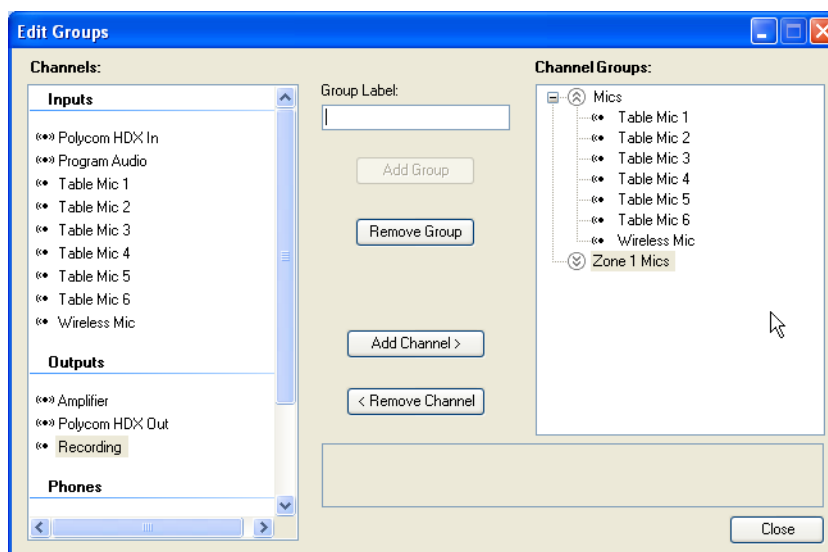 Edit Groups
Channels:
Inputs
Polycom HDX In
Program Audio
Table Mic 1
Table Mic 2
Table Mic 3
Table Mic 4
Table Mic 5
Table Mic 6
Wireless Mic
Outputs
Amplifier
Polycom HDX Out
Recording
Phones
Group Label:
Add Group
Remove Group
Add Channel >
< Remove Channel
Channel Groups:
Mics
Table Mic 1
Table Mic 2
Table Mic 3
Table Mic 4
Table Mic 5
Table Mic 6
Wireless Mic
Zone 1 Mics
Close